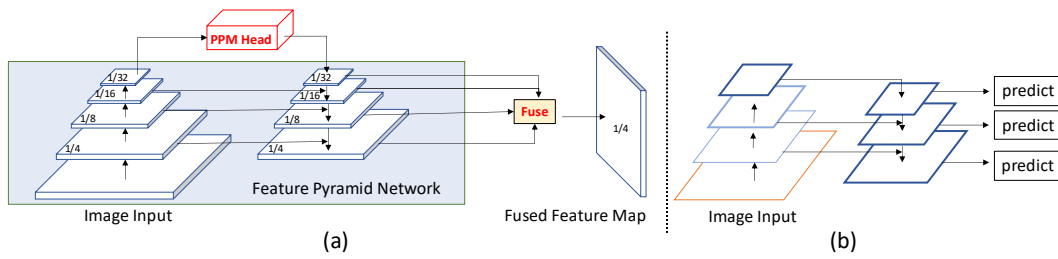 PPM Head
1/32
1/16
1/8
1/4
1/32
1/16
1/8
1/4
Fuse
1/4
Feature Pyramid Network
Image Input
Fused Feature Map
(a)
predict
predict
predict
Image Input
(b)